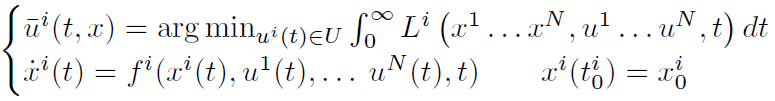 ū^i(t, x) = arg min_{u^i(t)∈U} ∫_0^∞ L^i (x^1 … x^N, u^1 … u^N, t) dt
ẋ^i(t) = f^i(x^i(t), u^1(t), … u^N(t), t) x^i(t_0^i) = x_0^i